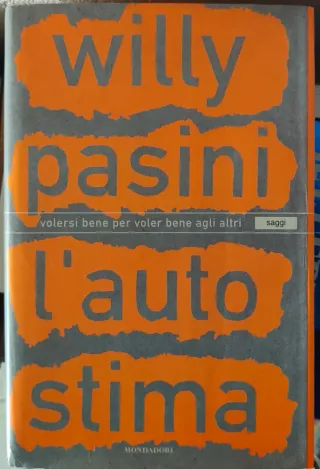 willy
pasini
volersi bene per voler bene agli altri saggi
l'auto
stima
MONDADORI